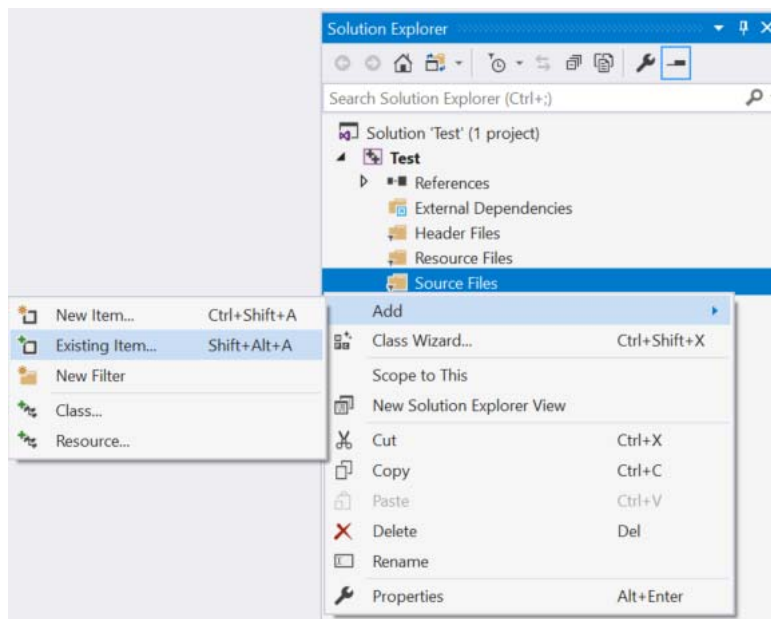 Solution Explorer
Search Solution Explorer (Ctrl+;)
Solution 'Test' (1 project)
Test
References
External Dependencies
Header Files
Resource Files
Source Files
Add
Class Wizard... Ctrl+Shift+X
Scope to This
New Solution Explorer View
Cut Ctrl+X
Copy Ctrl+C
Paste Ctrl+V
Delete Del
Rename
Properties Alt+Enter
New Item... Ctrl+Shift+A
Existing Item... Shift+Alt+A
New Filter
Class...
Resource...